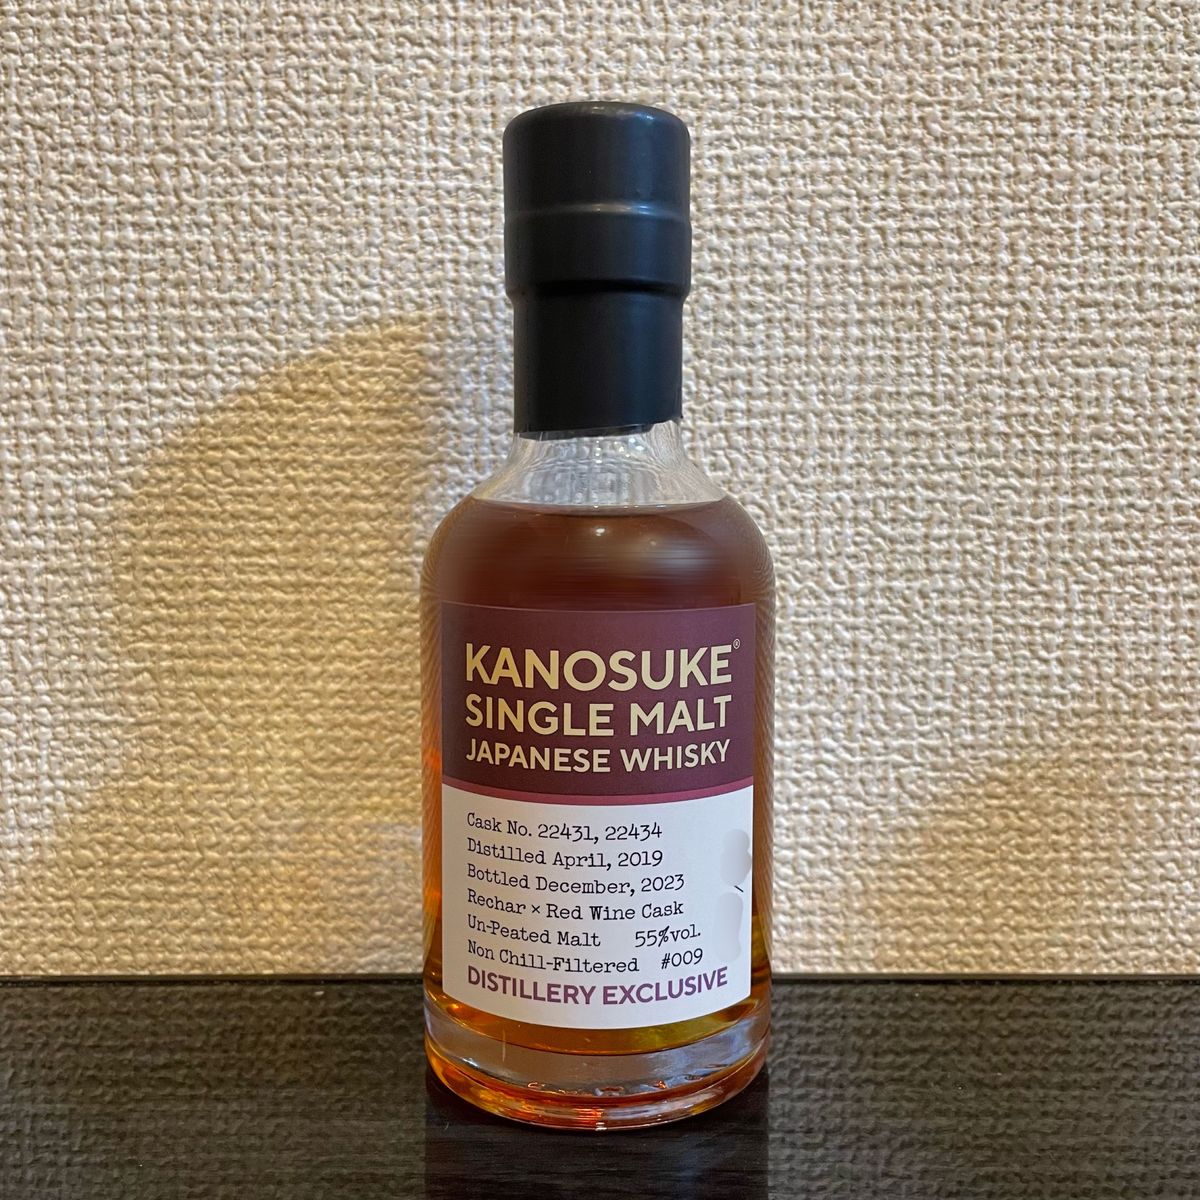 KANOSUKE®
SINGLE MALT
JAPANESE WHISKY
Cask No. 22431, 22434
Distilled April, 2019
Bottled December, 2023
Rechar × Red Wine Cask
Un-Peated Malt 55%vol.
Non Chill-Filtered #009
DISTILLERY EXCLUSIVE